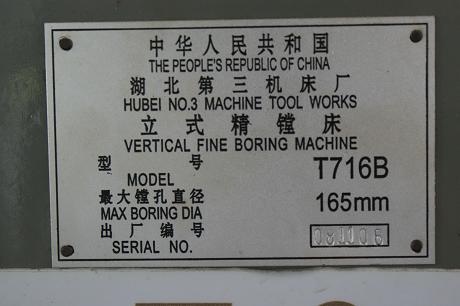 中华人民共和国
THE PEOPLE'S REPUBLIC OF CHINA
湖北第三机床厂
HUBEI NO.3 MACHINE TOOL WORKS
立式精镗床
VERTICAL FINE BORING MACHINE
型号
MODEL T716B
最大镗孔直径
MAX BORING DIA 165mm
出厂编号
SERIAL NO.